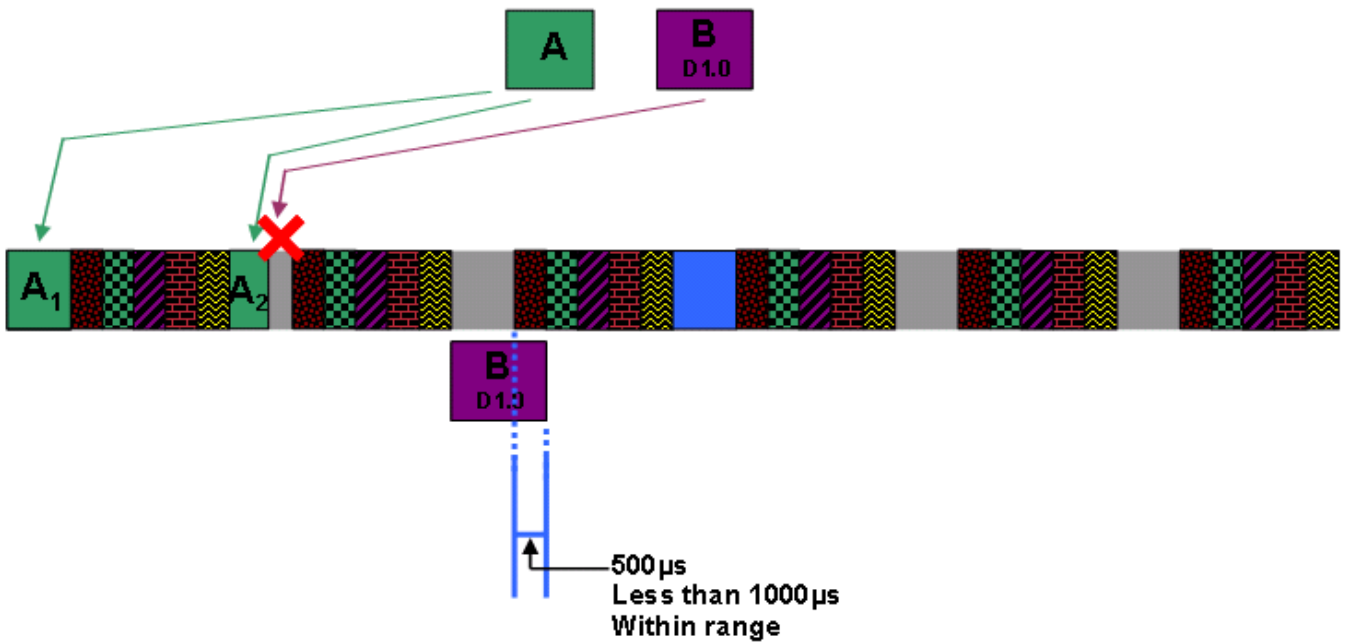 A
B
D1.0
A₁
A₂
B
D1.0
500µs
Less than 1000µs
Within range